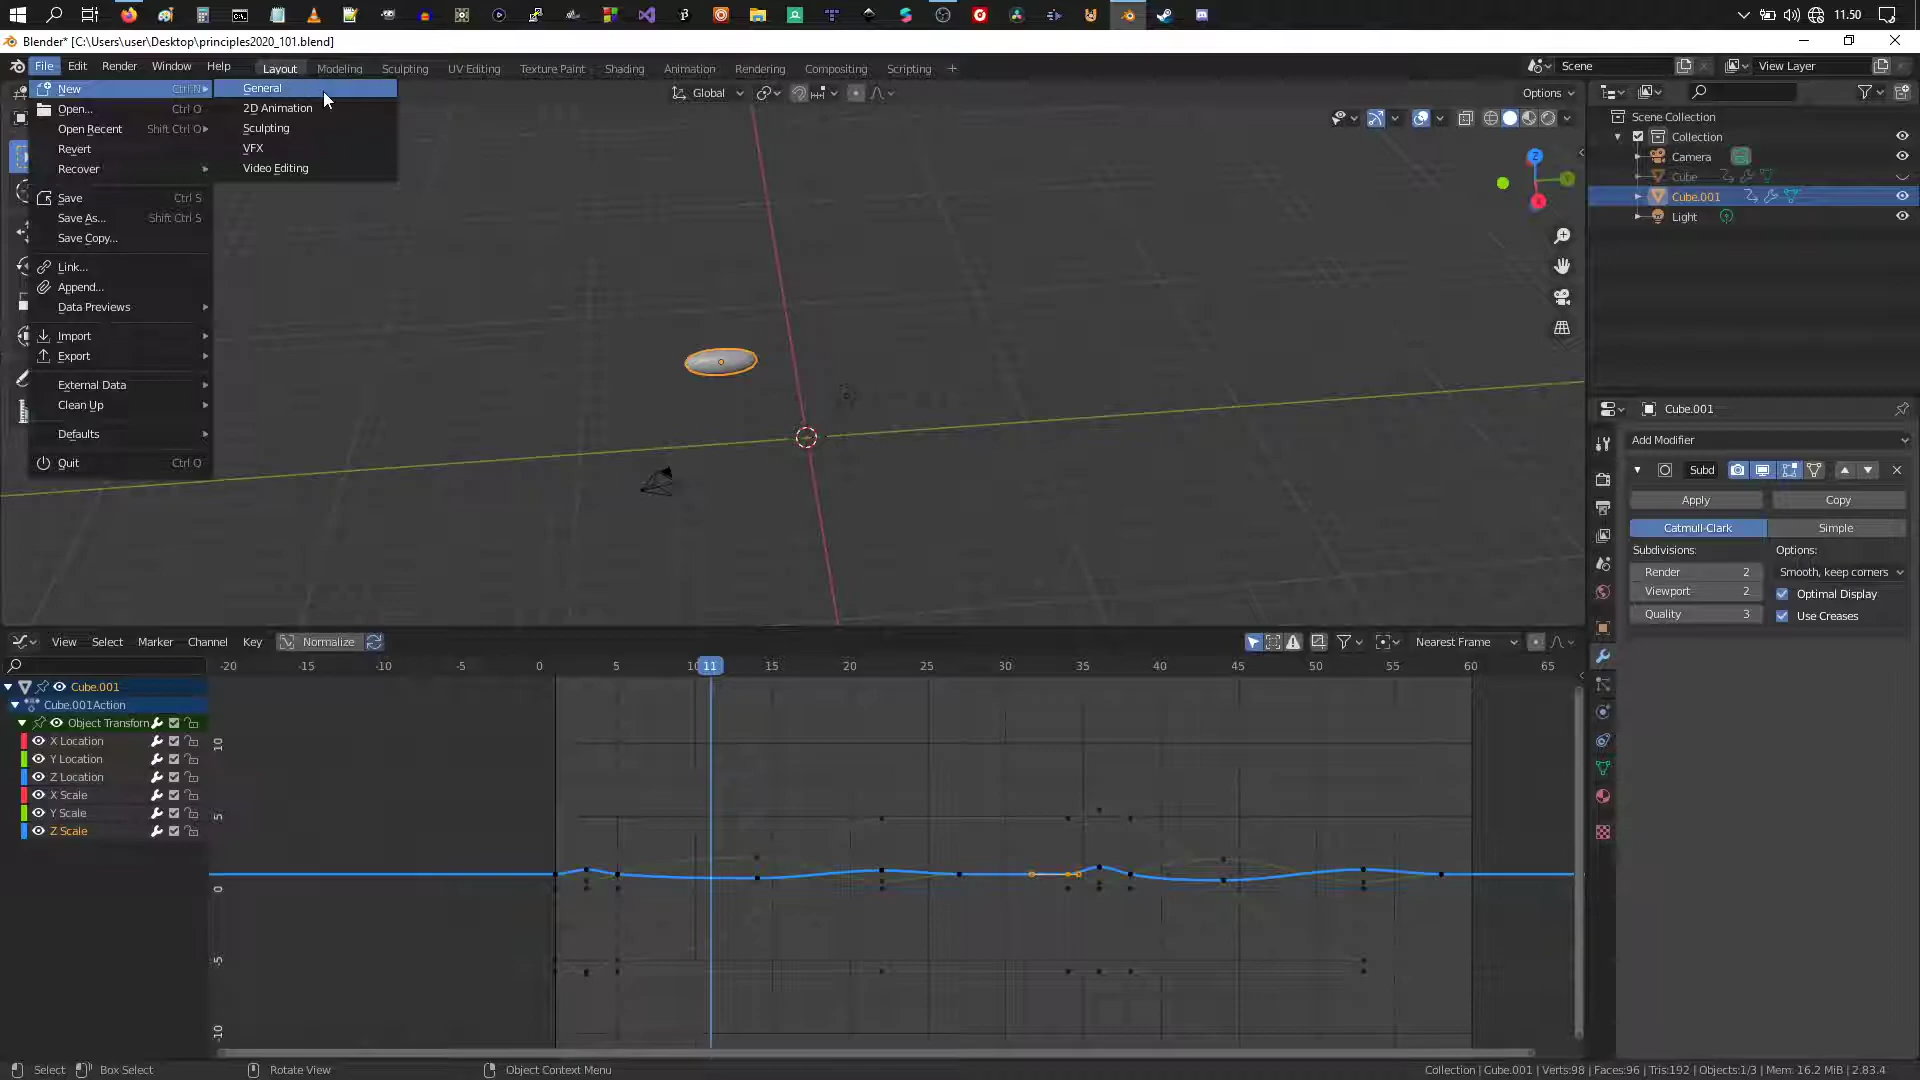 11.50
Blender* [C:\Users\user\Desktop\principles2020_101.blend]
File Edit Render Window Help Layout Modeling Sculpting UV Editing Texture Paint Shading Animation Rendering Compositing Scripting + Scene View Layer
New Ctrl N General
2D Animation
Sculpting
VFX
Video Editing
Open... Ctrl O
Open Recent Shift Ctrl O
Revert
Recover
Save Ctrl S
Save As... Shift Ctrl S
Save Copy...
Link...
Append...
Data Previews
Import
Export
External Data
Clean Up
Defaults
Quit Ctrl Q
Global
Options
Z
Scene Collection
Collection
Camera
Cube
Cube.001
Light
Cube.001
Add Modifier
Subd
Apply Copy
Catmull-Clark Simple
Subdivisions: Options:
Render 2 Smooth, keep corners
Viewport 2 Optimal Display
Quality 3 Use Creases
View Select Marker Channel Key Normalize Nearest Frame
-20 -15 -10 -5 0 5 10 11 15 20 25 30 35 40 45 50 55 60 65
Cube.001
Cube.001Action
Object Transform
X Location
Y Location
Z Location
X Scale
Y Scale
Z Scale
10
5
0
-5
-10
Select Box Select Rotate View Object Context Menu Collection | Cube.001 | Verts:98 | Faces:96 | Tris:192 | Objects:1/3 | Mem: 16.2 MiB | 2.83.4